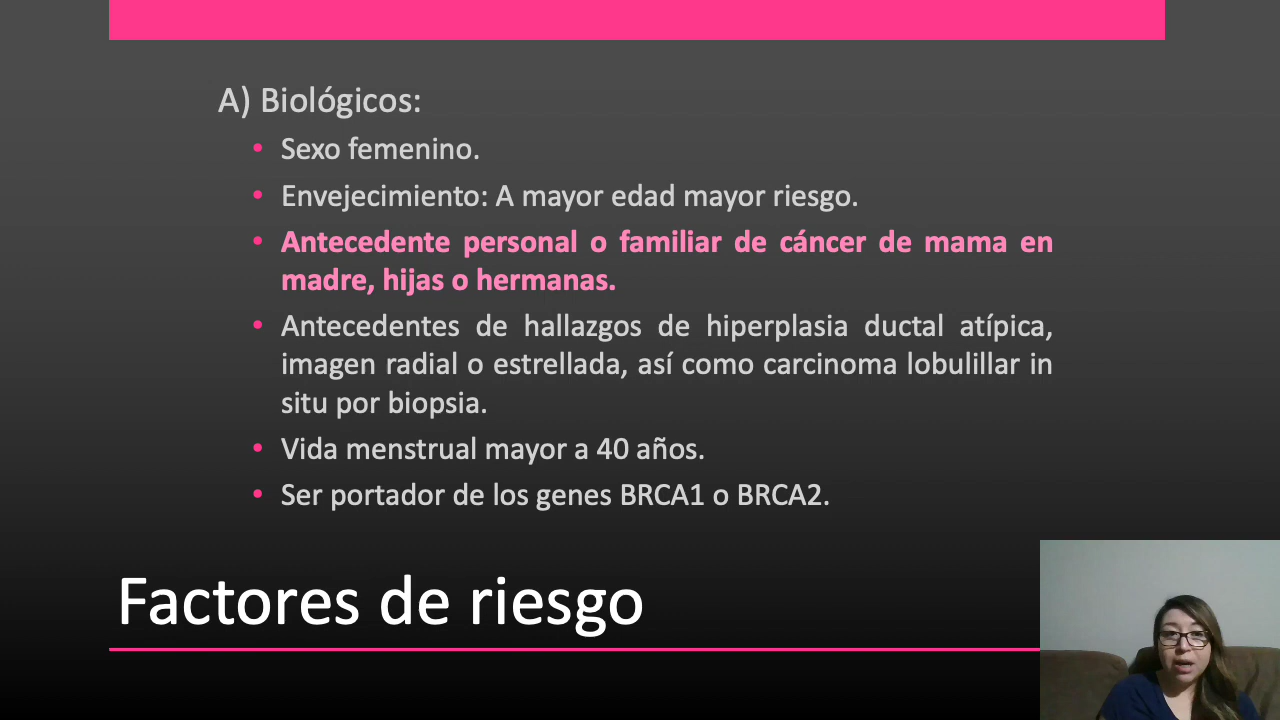 A) Biológicos:
• Sexo femenino.
• Envejecimiento: A mayor edad mayor riesgo.
• Antecedente personal o familiar de cáncer de mama en
madre, hijas o hermanas.
• Antecedentes de hallazgos de hiperplasia ductal atípica,
imagen radial o estrellada, así como carcinoma lobulillar in
situ por biopsia.
• Vida menstrual mayor a 40 años.
• Ser portador de los genes BRCA1 o BRCA2.
Factores de riesgo